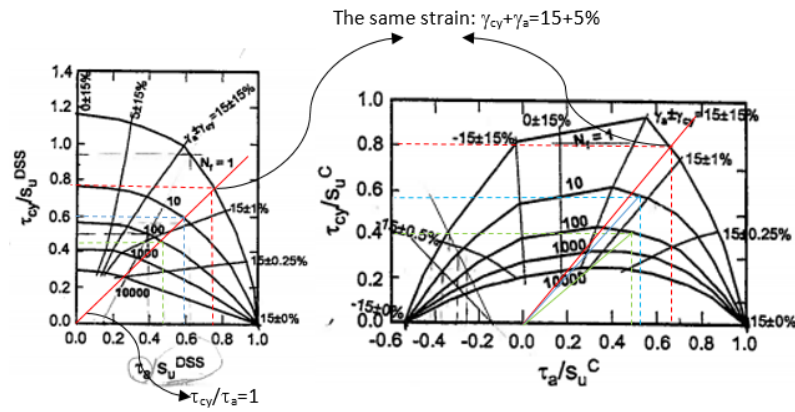 The same strain: γcy+γa=15+5%
1.4
1.2
1.0
0.8
0.6
0.4
0.2
0.0
0.0 0.2 0.4 0.6 0.8 1.0
τcy/suDSS
τa/suDSS
0±15%
5±15%
γa±γcy=15±15%
Nf = 1
10
100
1000
10000
15±1%
15±0.25%
15±0%
τcy/τa=1
1.0
0.8
0.6
0.4
0.2
0.0
-0.6 -0.4 -0.2 0.0 0.2 0.4 0.6 0.8 1.0
τcy/suC
τa/suC
-15±15%
0±15%
γa±γcy=15±15%
Nf = 1
10
100
1000
10000
15±1%
15±0.25%
-15±0.5%
-15±0%
15±0%